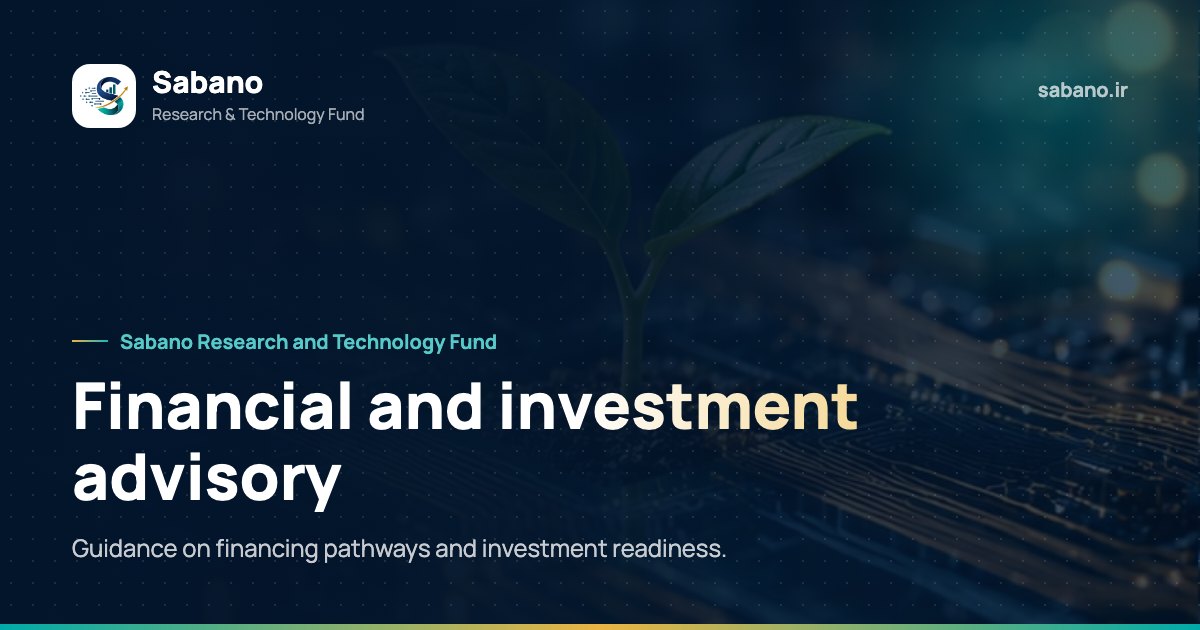 Sabano
Research & Technology Fund
sabano.ir
Sabano Research and Technology Fund
Financial and investment
advisory
Guidance on financing pathways and investment readiness.